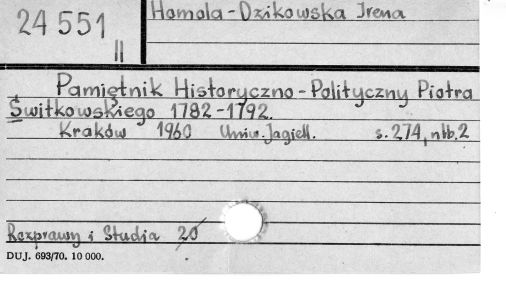 24 551
II
Homola-Dzikowska Irena
Pamiętnik Historyczno-Polityczny Piotra
Świtkowskiego 1782-1792.
Kraków 1960 Uniw. Jagiell. s. 274, nlb. 2
Rozprawy i Studia 20
DUJ. 693/70. 10 000.